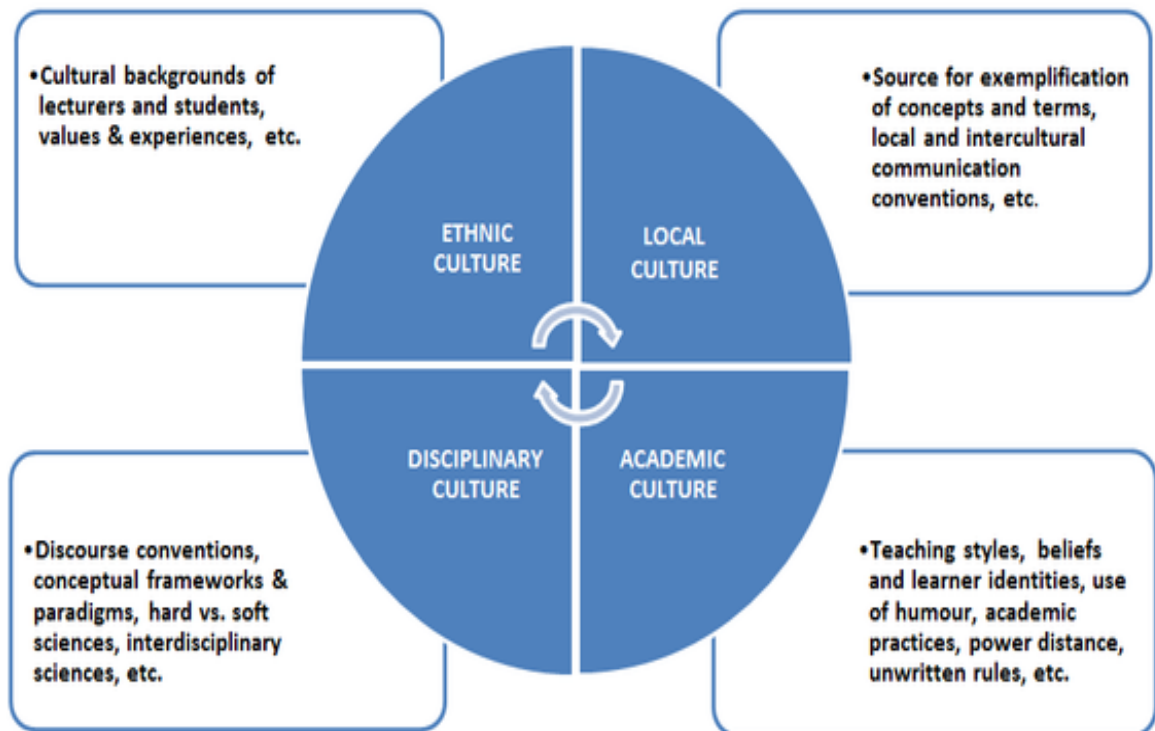 •Cultural backgrounds of
lecturers and students,
values & experiences, etc.
•Source for exemplification
of concepts and terms,
local and intercultural
communication
conventions, etc.
ETHNIC
CULTURE
LOCAL
CULTURE
DISCIPLINARY
CULTURE
ACADEMIC
CULTURE
•Discourse conventions,
conceptual frameworks &
paradigms, hard vs. soft
sciences, interdisciplinary
sciences, etc.
•Teaching styles, beliefs
and learner identities, use
of humour, academic
practices, power distance,
unwritten rules, etc.